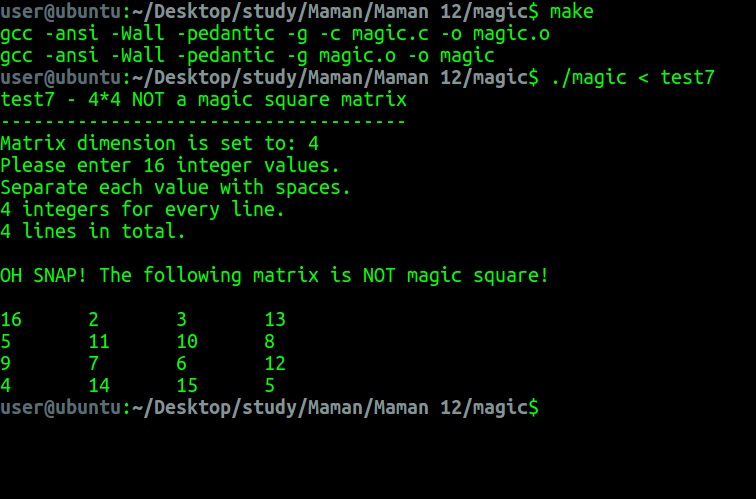 user@ubuntu:~/Desktop/study/Maman/Maman 12/magic$ make
gcc -ansi -Wall -pedantic -g -c magic.c -o magic.o
gcc -ansi -Wall -pedantic -g magic.o -o magic
user@ubuntu:~/Desktop/study/Maman/Maman 12/magic$ ./magic < test7
test7 - 4*4 NOT a magic square matrix
-------------------------------------
Matrix dimension is set to: 4
Please enter 16 integer values.
Separate each value with spaces.
4 integers for every line.
4 lines in total.

OH SNAP! The following matrix is NOT magic square!

16      2       3       13
5       11      10      8
9       7       6       12
4       14      15      5
user@ubuntu:~/Desktop/study/Maman/Maman 12/magic$